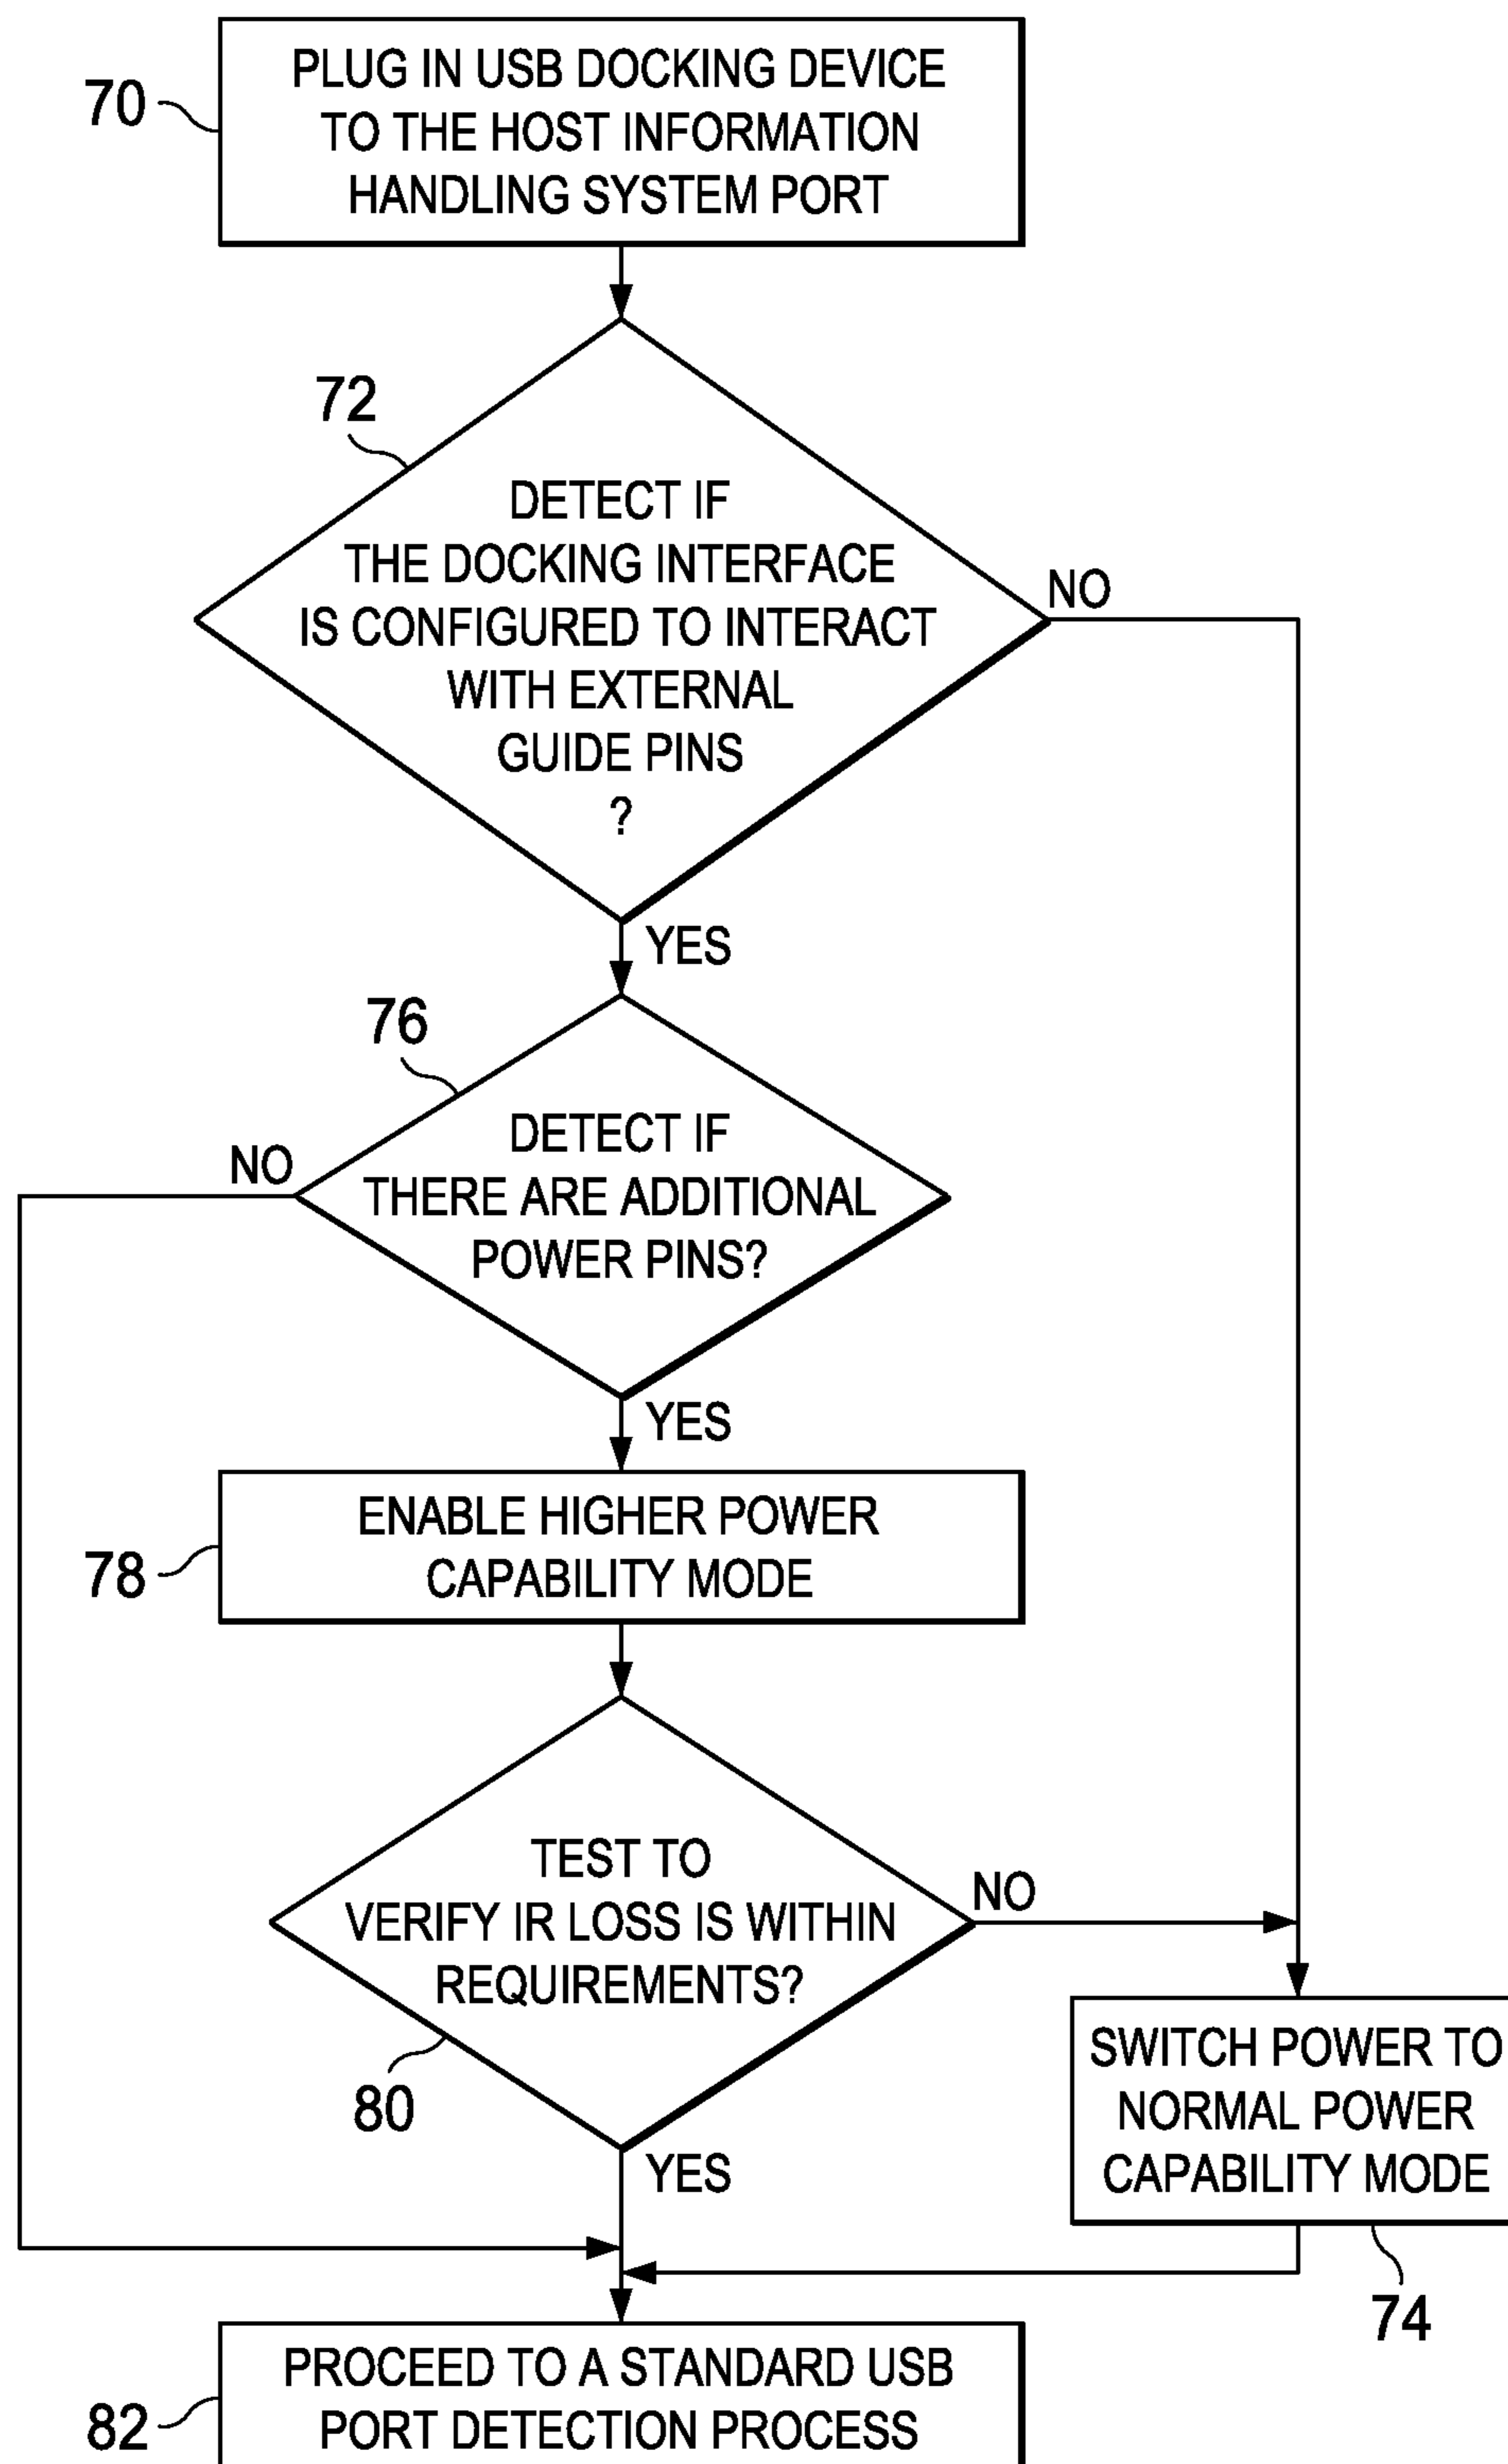 70
PLUG IN USB DOCKING DEVICE
TO THE HOST INFORMATION
HANDLING SYSTEM PORT
72
DETECT IF
THE DOCKING INTERFACE
IS CONFIGURED TO INTERACT
WITH EXTERNAL
GUIDE PINS
?
NO
YES
76
DETECT IF
THERE ARE ADDITIONAL
POWER PINS?
NO
YES
78
ENABLE HIGHER POWER
CAPABILITY MODE
TEST TO
VERIFY IR LOSS IS WITHIN
REQUIREMENTS?
NO
80
YES
SWITCH POWER TO
NORMAL POWER
CAPABILITY MODE
74
82
PROCEED TO A STANDARD USB
PORT DETECTION PROCESS